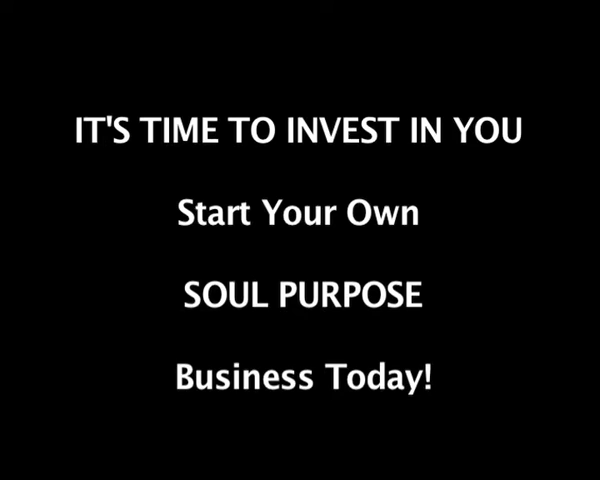 IT'S TIME TO INVEST IN YOU
Start Your Own
SOUL PURPOSE
Business Today!